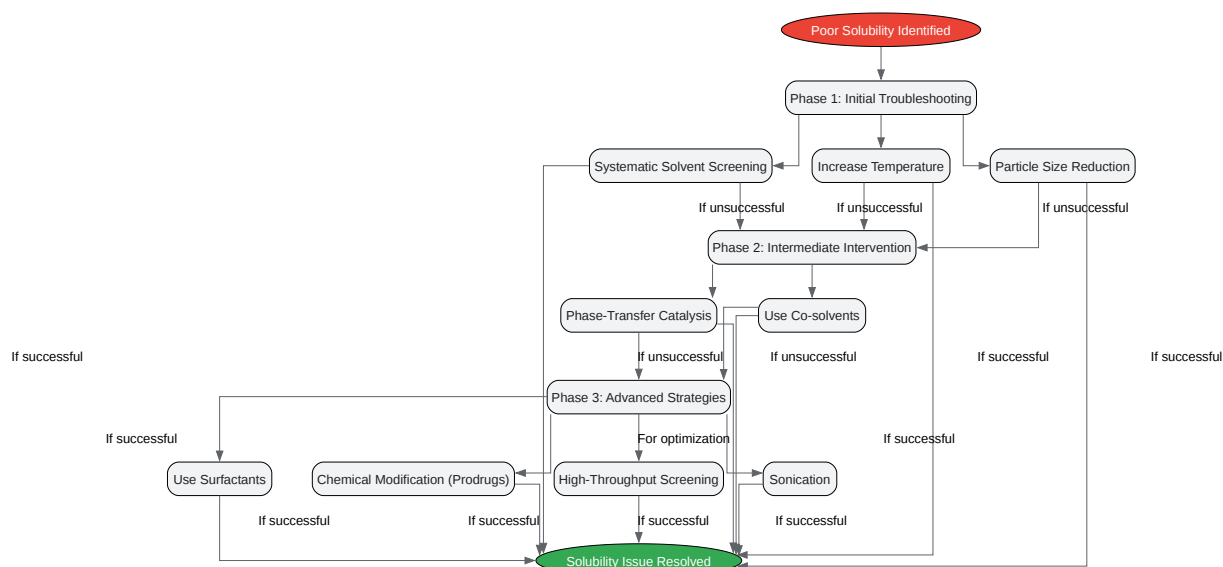 Poor Solubility Identified
Phase 1: Initial Troubleshooting
Systematic Solvent Screening
Increase Temperature
Particle Size Reduction
If unsuccessful
If unsuccessful
If unsuccessful
Phase 2: Intermediate Intervention
Phase-Transfer Catalysis
Use Co-solvents
If successful
If unsuccessful
If unsuccessful
If successful
If successful
Phase 3: Advanced Strategies
If successful
For optimization
If successful
Use Surfactants
Chemical Modification (Prodrugs)
High-Throughput Screening
Sonication
If successful
If successful
If successful
If successful
Solubility Issue Resolved